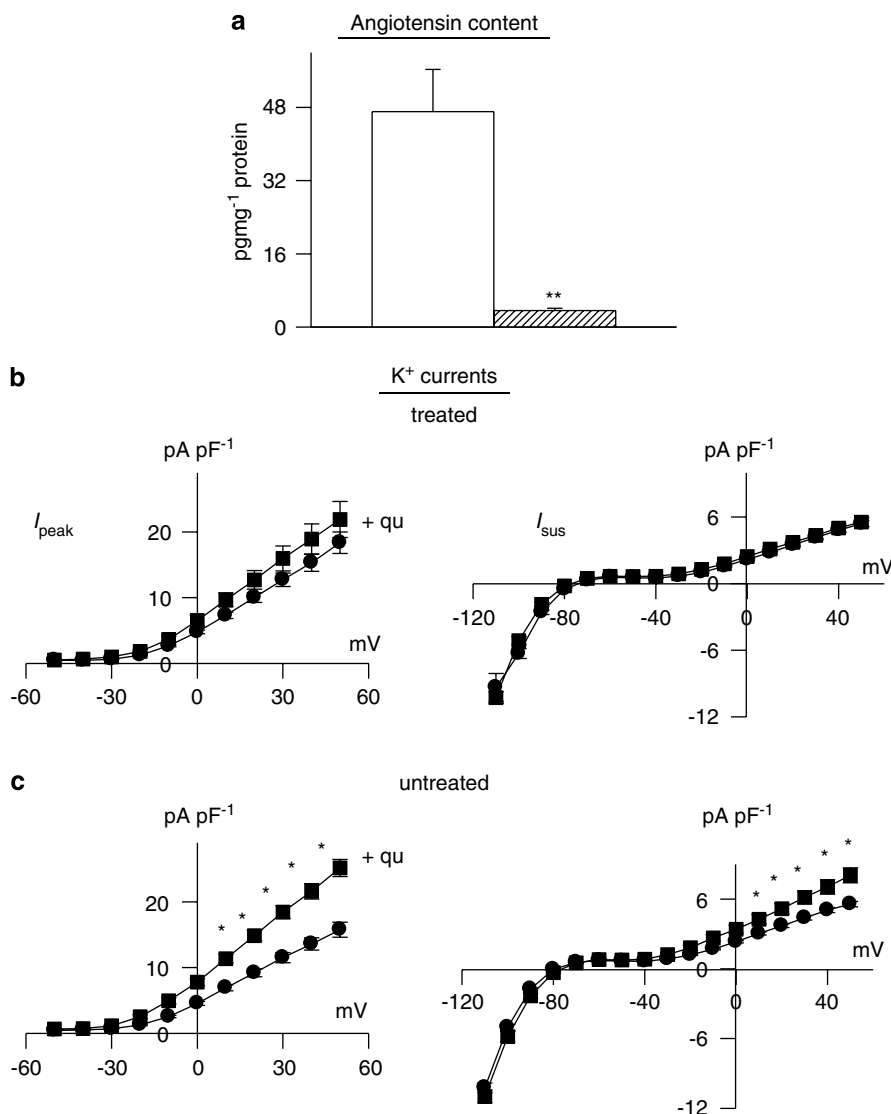 a
Angiotensin content
pgmg⁻¹ protein
48
32
16
0
**
b
K⁺ currents
treated
pA pF⁻¹
I peak
+ qu
20
10
0
mV
-60 -30 0 30 60
pA pF⁻¹
I sus
6
0
mV
-120 -80 -40 0 40
-6
-12
c
untreated
pA pF⁻¹
+ qu
* * * * *
20
10
0
mV
-60 -30 0 30 60
pA pF⁻¹
* * * * *
6
0
mV
-120 -80 -40 0 40
-6
-12